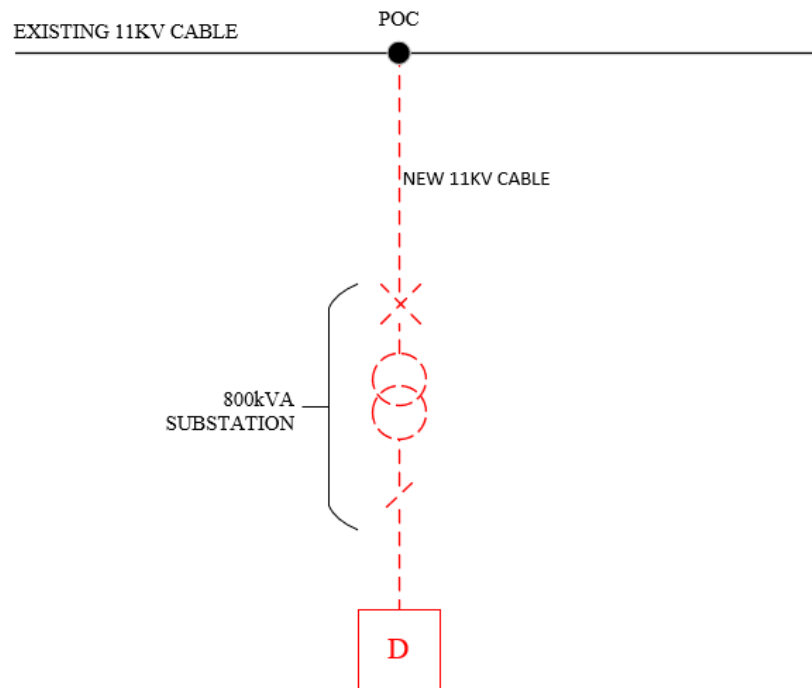 POC
EXISTING 11KV CABLE
NEW 11KV CABLE
800kVA
SUBSTATION
D